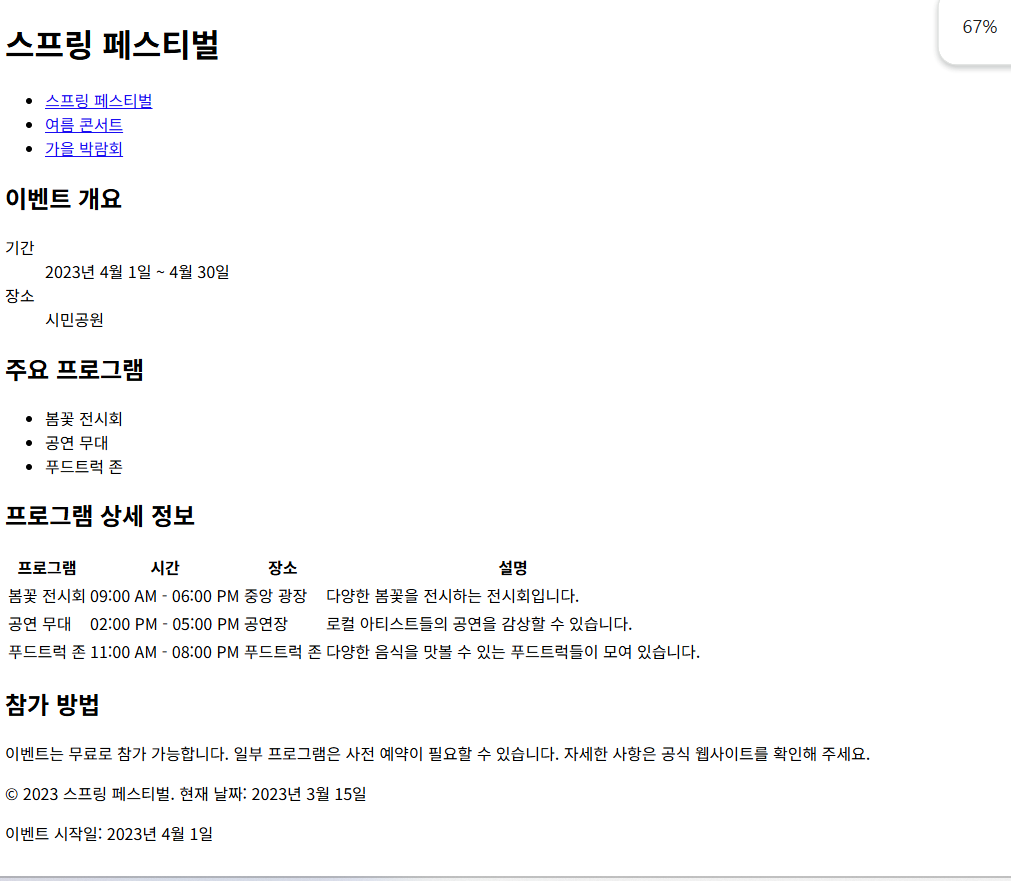 67%
스프링 페스티벌
스프링 페스티벌
여름 콘서트
가을 박람회
이벤트 개요
기간
2023년 4월 1일 ~ 4월 30일
장소
시민공원
주요 프로그램
봄꽃 전시회
공연 무대
푸드트럭 존
프로그램 상세 정보
프로그램 시간 장소 설명
봄꽃 전시회 09:00 AM - 06:00 PM 중앙 광장 다양한 봄꽃을 전시하는 전시회입니다.
공연 무대 02:00 PM - 05:00 PM 공연장 로컬 아티스트들의 공연을 감상할 수 있습니다.
푸드트럭 존 11:00 AM - 08:00 PM 푸드트럭 존 다양한 음식을 맛볼 수 있는 푸드트럭들이 모여 있습니다.
참가 방법
이벤트는 무료로 참가 가능합니다. 일부 프로그램은 사전 예약이 필요할 수 있습니다. 자세한 사항은 공식 웹사이트를 확인해 주세요.
© 2023 스프링 페스티벌. 현재 날짜: 2023년 3월 15일
이벤트 시작일: 2023년 4월 1일